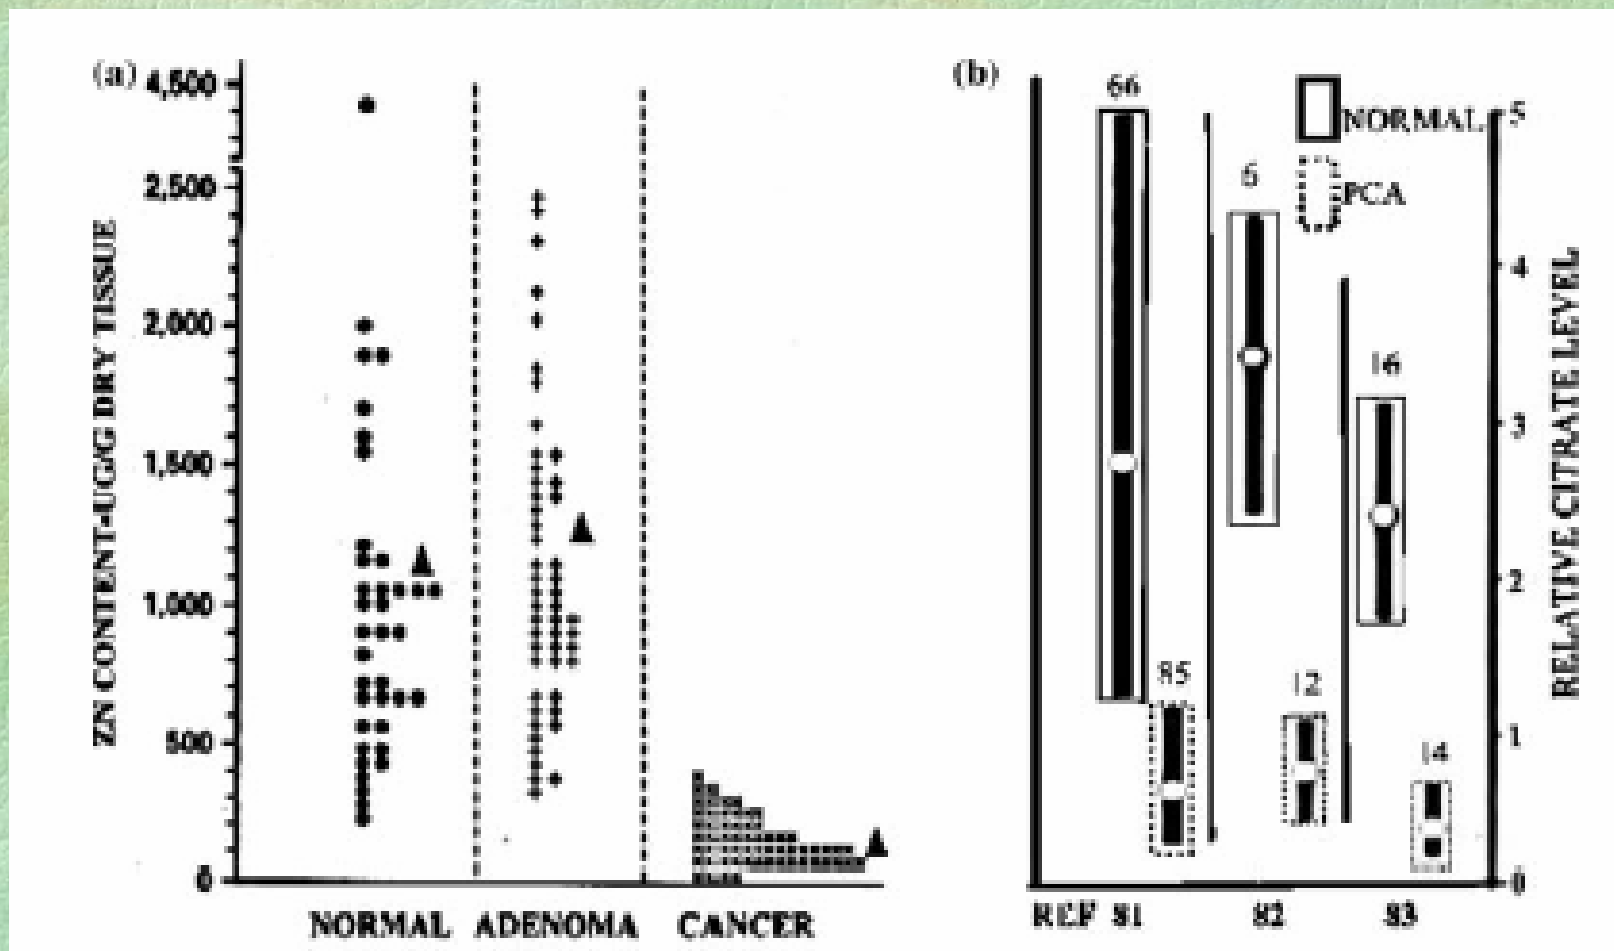 (a)
4,500
2,500
2,000
1,500
1,000
500
0
ZN CONTENT-UG/G DRY TISSUE
NORMAL ADENOMA CANCER
(b)
66
85
6
12
16
14
NORMAL
PCA
5
4
3
2
1
0
RELATIVE CITRATE LEVEL
REF 81 82 83